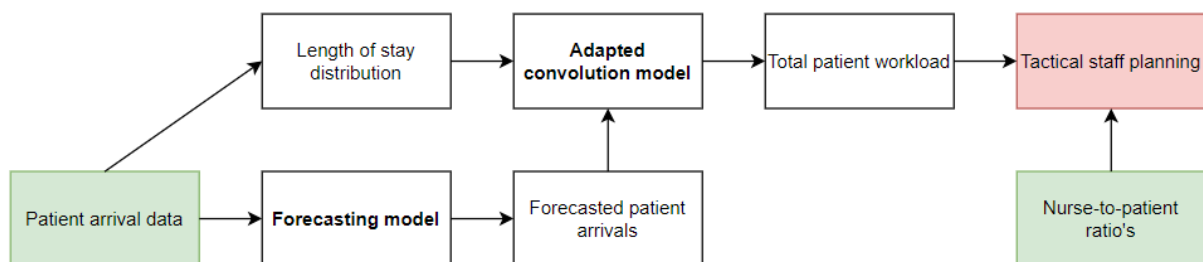 Length of stay
distribution
Adapted
convolution model
Total patient workload
Tactical staff planning
Patient arrival data
Forecasting model
Forecasted patient
arrivals
Nurse-to-patient
ratio's